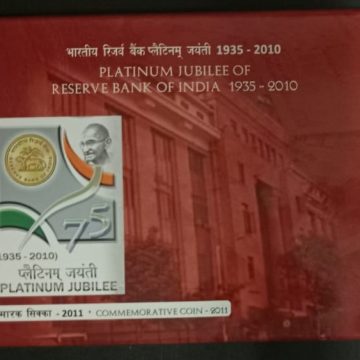 भारतीय रिजर्व बैंक प्लैटिनम् जयंती 1935 - 2010
PLATINUM JUBILEE OF
RESERVE BANK OF INDIA 1935 - 2010
75
1935 - 2010)
प्लैटिनम् जयंती
PLATINUM JUBILEE
मारक सिक्का - 2011 • COMMEMORATIVE COIN - 2011